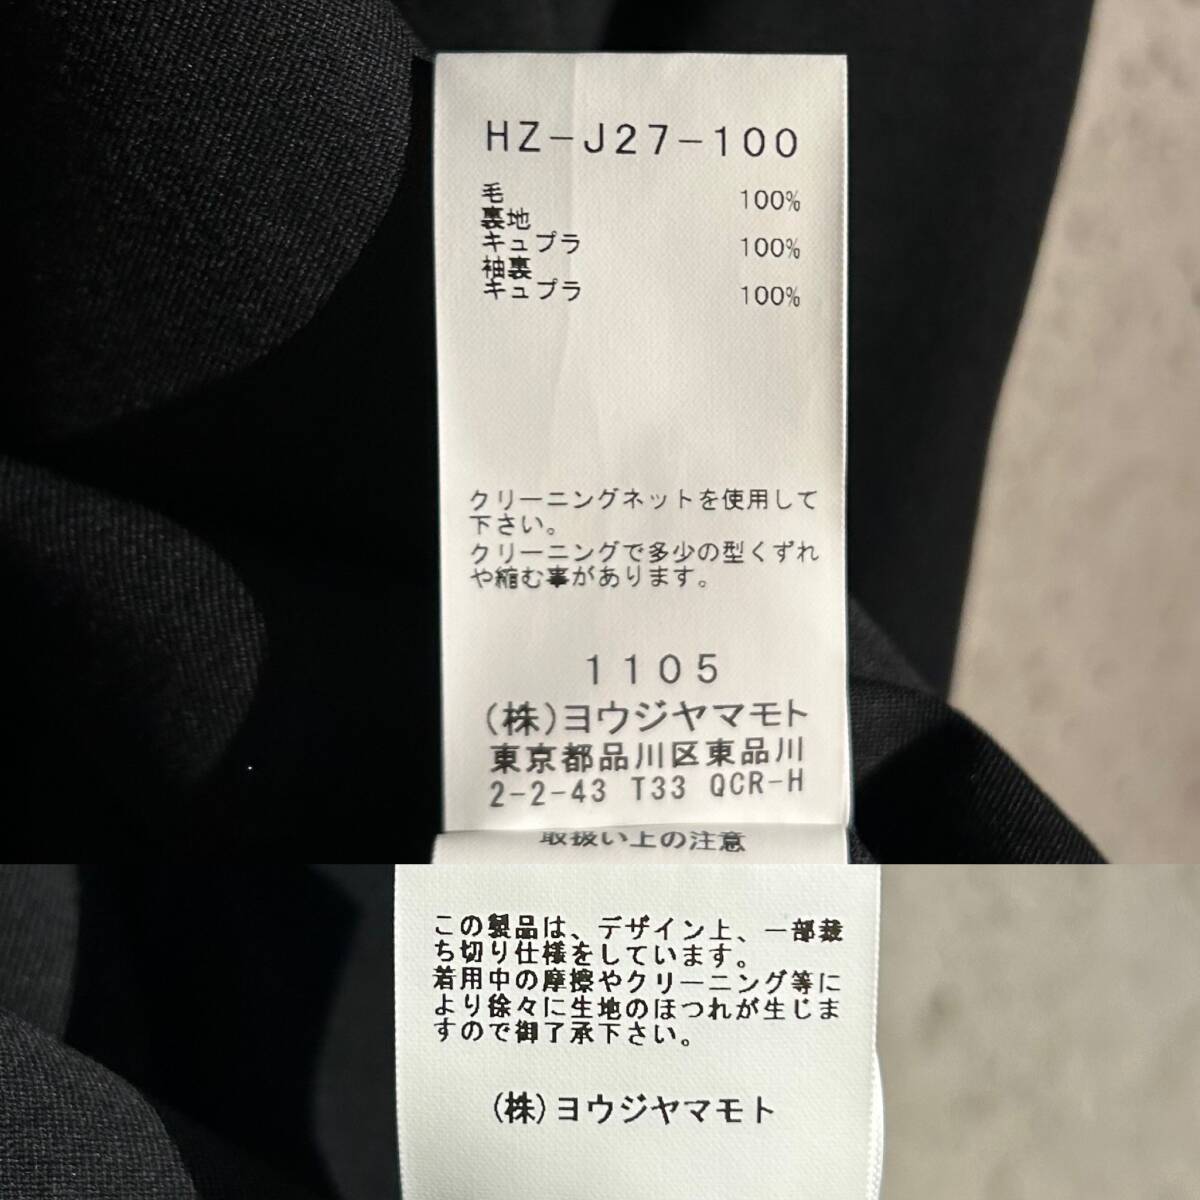 HZ-J27-100
毛 100%
裏地
キュプラ 100%
袖裏
キュプラ 100%
クリーニングネットを使用して
下さい。
クリーニングで多少の型くずれ
や縮む事があります。
1105
(株)ヨウジヤマモト
東京都品川区東品川
2-2-43 T33 QCR-H
取扱い上の注意
この製品は、デザイン上、一部裁
ち切り仕様をしています。
着用中の摩擦やクリーニング等に
より徐々に生地のほつれが生じま
すので御了承下さい。
(株)ヨウジヤマモト